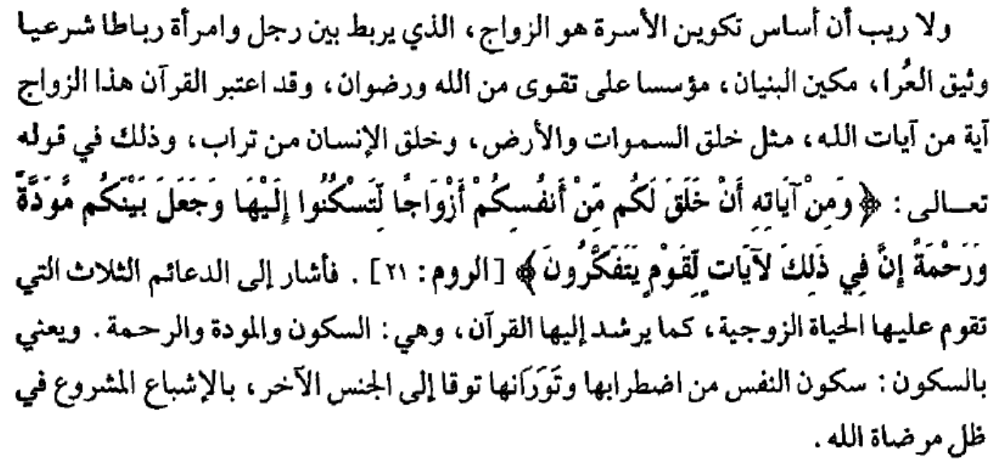 ولا ريب أن أساس تكوين الأسرة هو الزواج، الذي يربط بين رجل وامرأة رباطا شرعيا
وثيق العُرا، مكين البنيان، مؤسسا على تقوى من الله ورضوان، وقد اعتبر القرآن هذا الزواج
آية من آيات الله، مثل خلق السموات والأرض، وخلق الإنسان من تراب، وذلك في قوله
تعالى: ﴿وَمِنْ آيَاتِهِ أَنْ خَلَقَ لَكُم مِّنْ أَنفُسِكُمْ أَزْوَاجًا لِّتَسْكُنُوا إِلَيْهَا وَجَعَلَ بَيْنَكُم مَّوَدَّةً
وَرَحْمَةً إِنَّ فِي ذَلِكَ لآيَاتٍ لِّقَوْمٍ يَتَفَكَّرُونَ﴾ [الروم: ٢١]. فأشار إلى الدعائم الثلاث التي
تقوم عليها الحياة الزوجية، كما يرشد إليها القرآن، وهي: السكون والمودة والرحمة. ويعني
بالسكون: سكون النفس من اضطرابها وتَوَرَانها توقا إلى الجنس الآخر، بالإشباع المشروع في
ظل مرضاة الله.